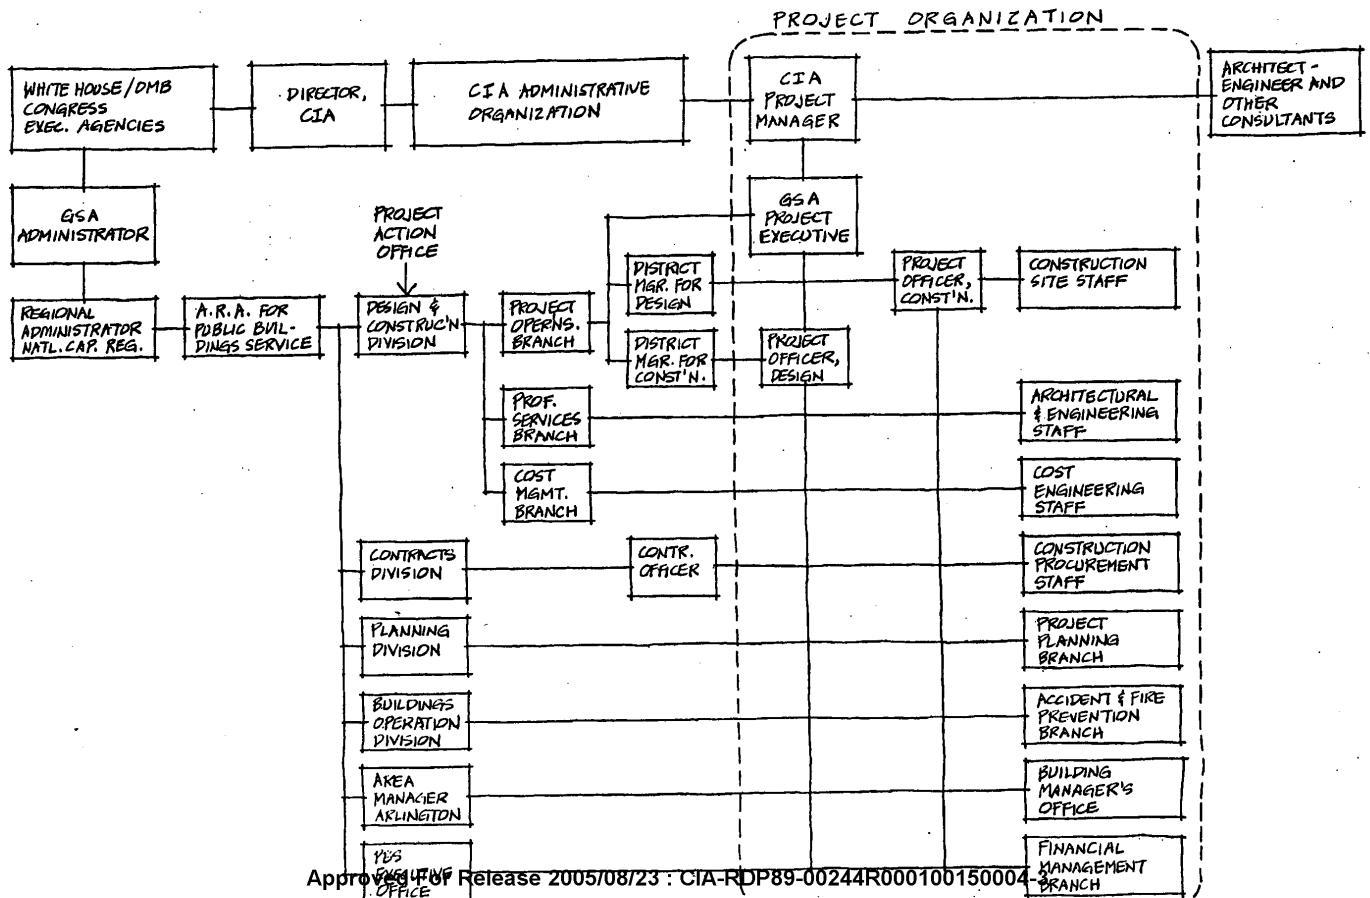 PROJECT ORGANIZATION
WHITE HOUSE/OMB
CONGRESS
EXEC. AGENCIES
DIRECTOR,
CIA
CIA ADMINISTRATIVE
ORGANIZATION
CIA
PROJECT
MANAGER
ARCHITECT-
ENGINEER AND
OTHER
CONSULTANTS
GSA
ADMINISTRATOR
PROJECT
ACTION
OFFICE
GSA
PROJECT
EXECUTIVE
REGIONAL
ADMINISTRATOR
NATL. CAP. REG.
A.R.A. FOR
PUBLIC BUIL-
DINGS SERVICE
DESIGN &
CONSTRUC'N
DIVISION
PROJECT
OPERNS.
BRANCH
DISTRICT
MGR. FOR
DESIGN
PROJECT
OFFICER,
CONST'N.
CONSTRUCTION
SITE STAFF
DISTRICT
MGR. FOR
CONST'N.
PROJECT
OFFICER,
DESIGN
PROF.
SERVICES
BRANCH
ARCHITECTURAL
& ENGINEERING
STAFF
COST
MGMT.
BRANCH
COST
ENGINEERING
STAFF
CONTRACTS
DIVISION
CONTR.
OFFICER
CONSTRUCTION
PROCUREMENT
STAFF
PLANNING
DIVISION
PROJECT
PLANNING
BRANCH
BUILDINGS
OPERATION
DIVISION
ACCIDENT & FIRE
PREVENTION
BRANCH
AREA
MANAGER
ARLINGTON
BUILDING
MANAGER'S
OFFICE
EXECUTIVE
OFFICE
FINANCIAL
MANAGEMENT
BRANCH
Approved For Release 2005/08/23 : CIA-RDP89-00244R000100150004-3